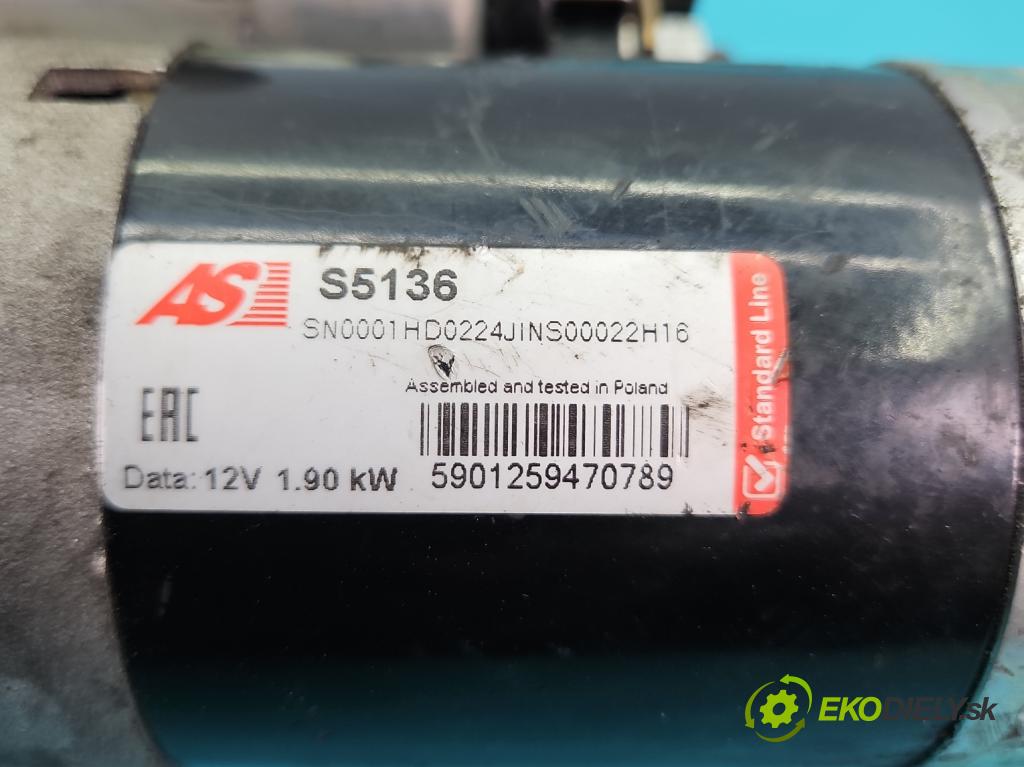 AS
S5136
SN0001HD0224JINS00022H16
Assembled and tested in Poland
EAC
Data: 12V 1.90 kW
5901259470789
Standard Line
EKODIELY.sk